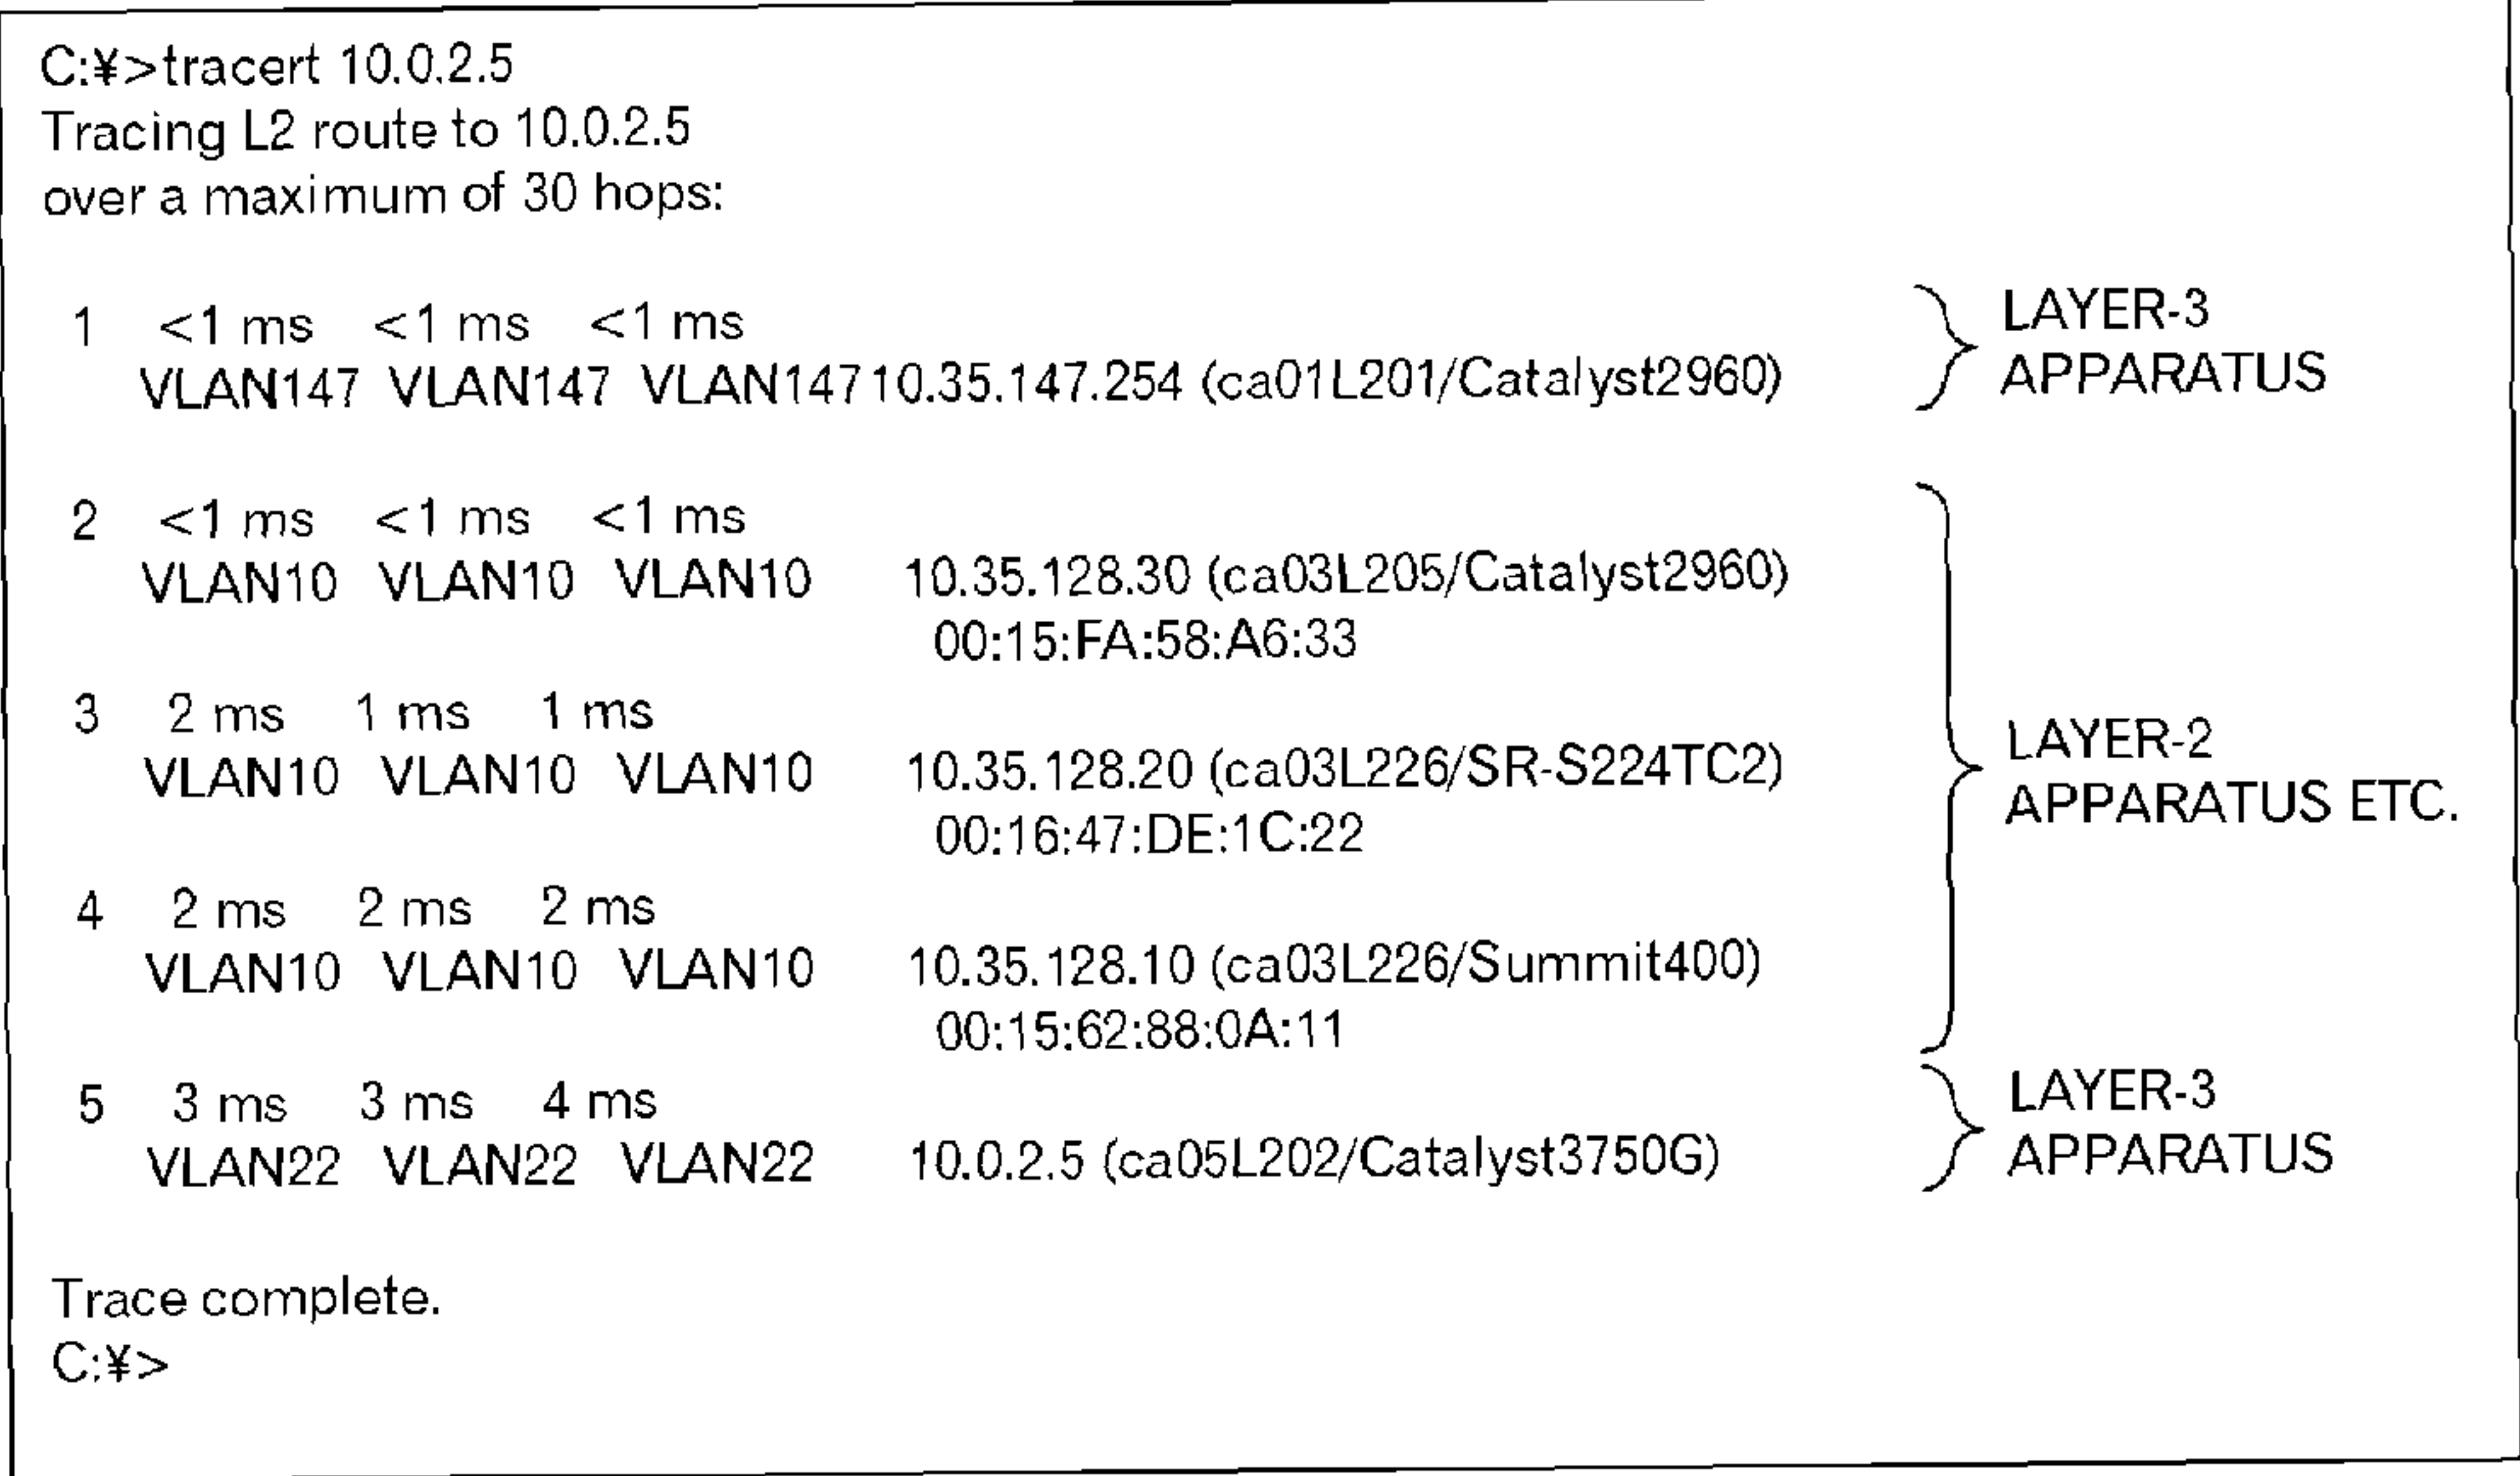 C:¥>tracert 10.0.2.5
Tracing L2 route to 10.0.2.5
over a maximum of 30 hops:
1 <1 ms <1 ms <1 ms
VLAN147 VLAN147 VLAN14710.35.147.254 (ca01L201/Catalyst2960)
LAYER-3
APPARATUS
2 <1 ms <1 ms <1 ms
VLAN10 VLAN10 VLAN10 10.35.128.30 (ca03L205/Catalyst2960)
00:15:FA:58:A6:33
3 2 ms 1 ms 1 ms
VLAN10 VLAN10 VLAN10 10.35.128.20 (ca03L226/SR-S224TC2)
00:16:47:DE:1C:22
4 2 ms 2 ms 2 ms
VLAN10 VLAN10 VLAN10 10.35.128.10 (ca03L226/Summit400)
00:15:62:88:0A:11
LAYER-2
APPARATUS ETC.
5 3 ms 3 ms 4 ms
VLAN22 VLAN22 VLAN22 10.0.2.5 (ca05L202/Catalyst3750G)
LAYER-3
APPARATUS
Trace complete.
C:¥>